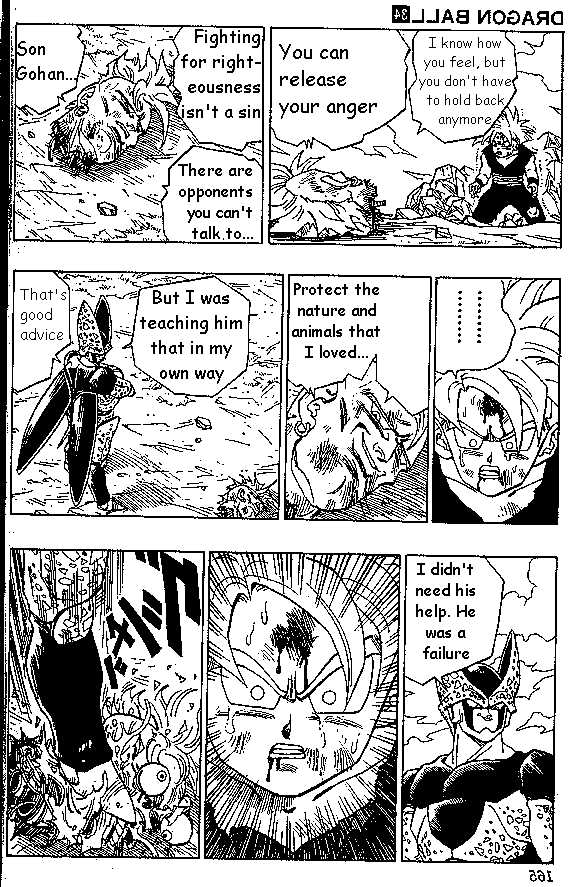 DRAGON BALL 34
Son
Gohan...
Fighting
for right-
eousness
isn't a sin
There are
opponents
you can't
talk to...
You can
release
your anger
I know how
you feel, but
you don't have
to hold back
anymore
That's
good
advice
But I was
teaching him
that in my
own way
Protect the
nature and
animals that
I loved...
I didn't
need his
help. He
was a
failure
165